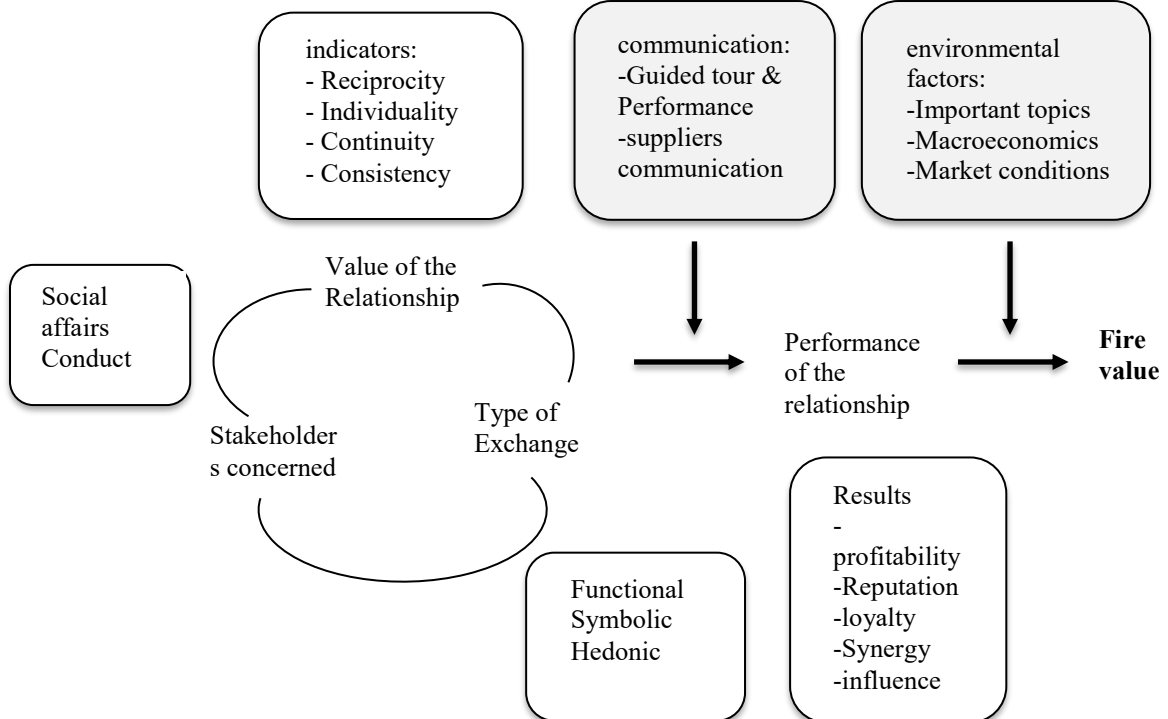 indicators:
- Reciprocity
- Individuality
- Continuity
- Consistency
communication:
-Guided tour &
Performance
-suppliers
communication
environmental
factors:
-Important topics
-Macroeconomics
-Market conditions
Social
affairs
Conduct
Value of the
Relationship
Type of
Exchange
Stakeholder
s concerned
Performance
of the
relationship
Fire
value
Functional
Symbolic
Hedonic
Results
-
profitability
-Reputation
-loyalty
-Synergy
-influence